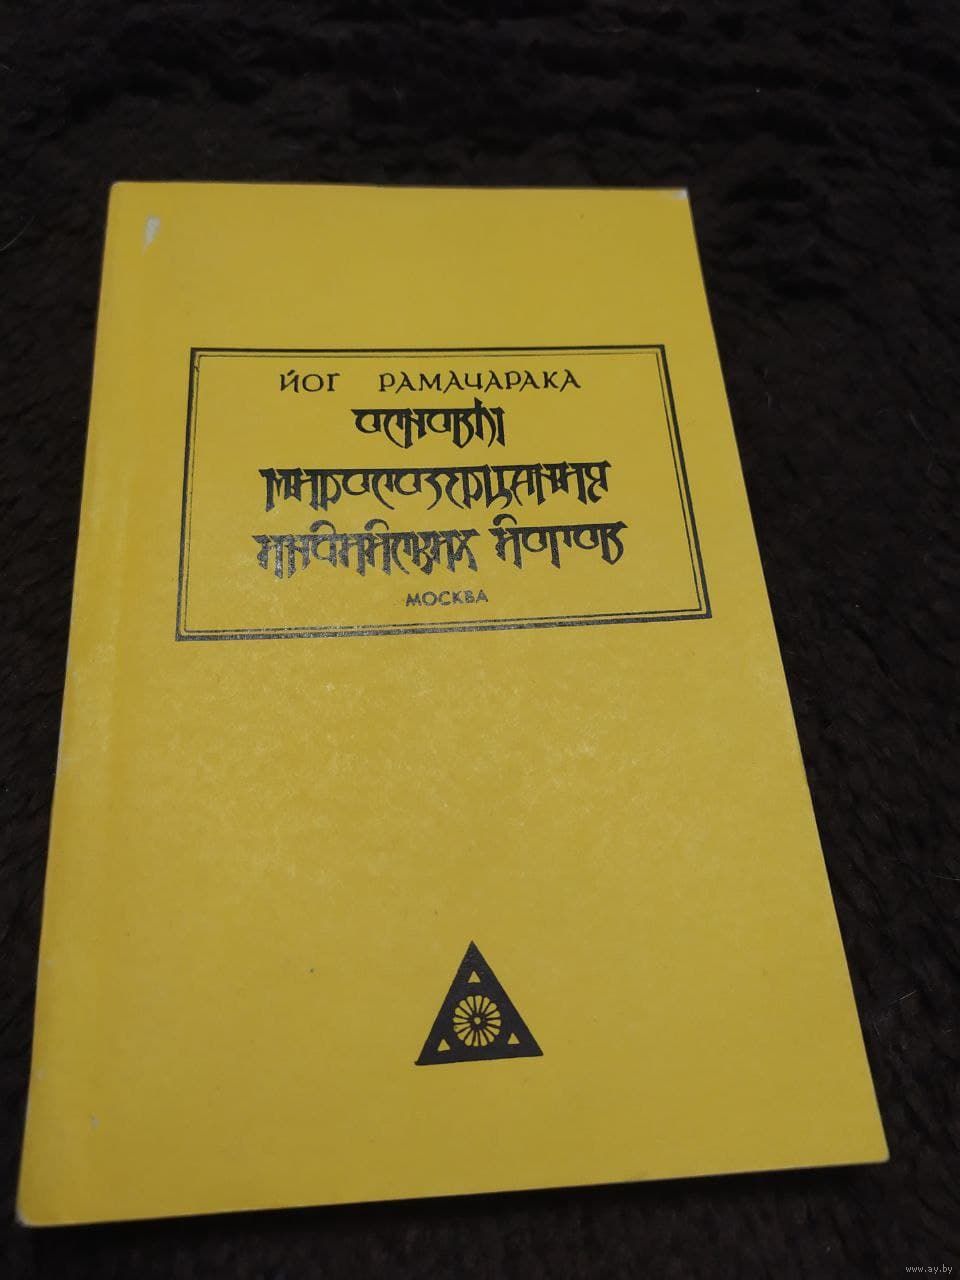 ЙОГ РАМАЧАРАКА
ОСНОВЫ
МИРОСОЗЕРЦАНИЯ
ИНДИЙСКИХ ЙОГОВ
МОСКВА
www.ay.by